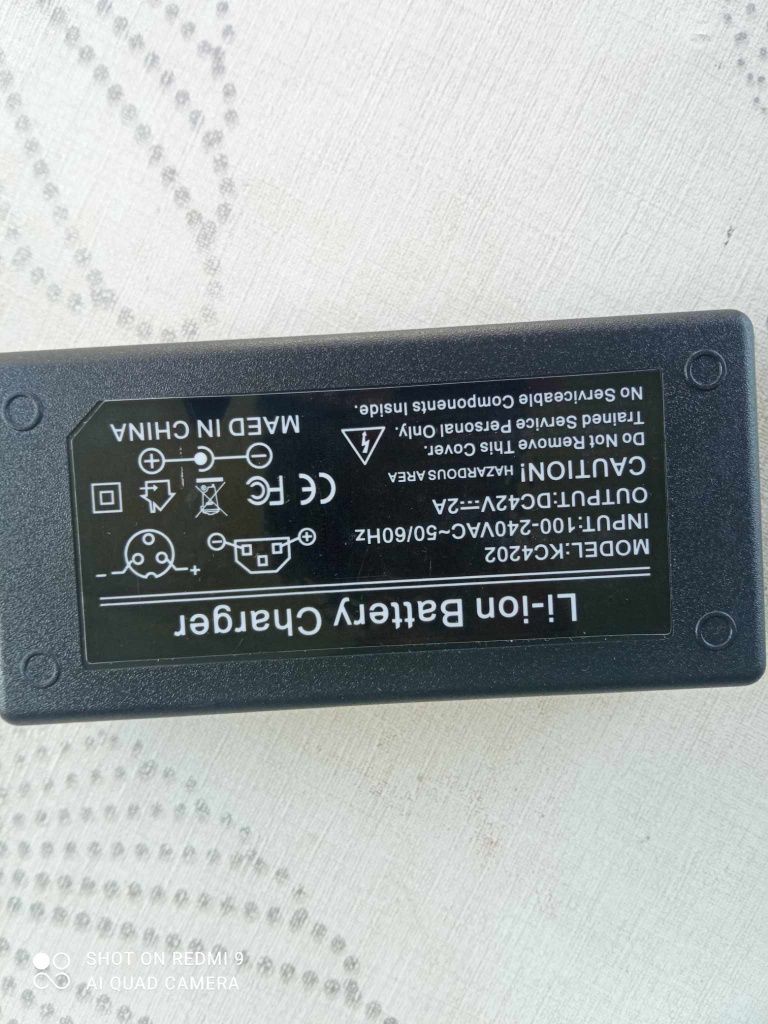 Li-ion Battery Charger
MODEL:KC4202
INPUT:100-240VAC~50/60Hz
OUTPUT:DC42V⎓2A
CAUTION! HAZARDOUS AREA
Do Not Remove This Cover.
Trained Service Personal Only.
No Serviceable Components Inside.
CE FC
MAED IN CHINA
SHOT ON REDMI 9
AI QUAD CAMERA